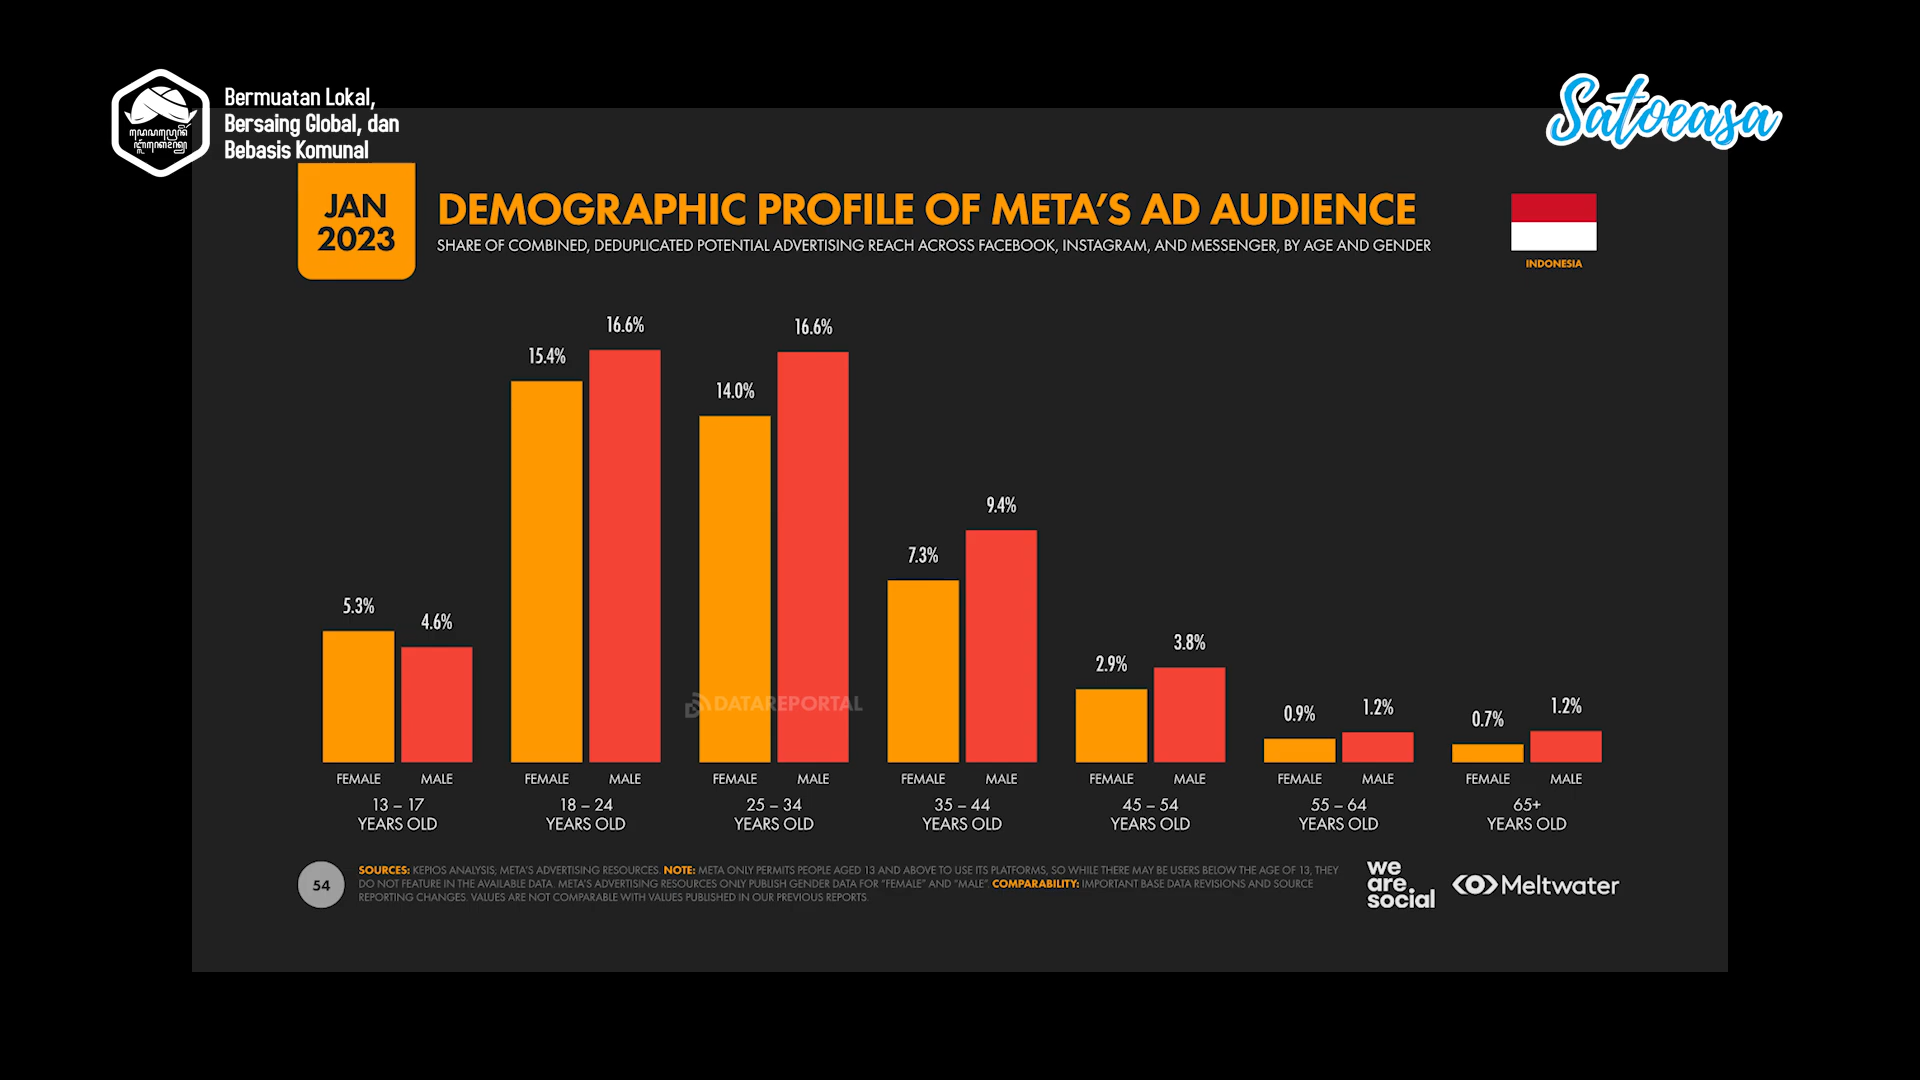 Bermuatan Lokal,
Bersaing Global, dan
Bebasis Komunal
Satoeasa
JAN
2023
DEMOGRAPHIC PROFILE OF META'S AD AUDIENCE
SHARE OF COMBINED, DEDUPLICATED POTENTIAL ADVERTISING REACH ACROSS FACEBOOK, INSTAGRAM, AND MESSENGER, BY AGE AND GENDER
INDONESIA
5.3% 4.6% 15.4% 16.6% 14.0% 16.6% 7.3% 9.4% 2.9% 3.8% 0.9% 1.2% 0.7% 1.2%
DATAREPORTAL
FEMALE MALE FEMALE MALE FEMALE MALE FEMALE MALE FEMALE MALE FEMALE MALE FEMALE MALE
13 – 17 18 – 24 25 – 34 35 – 44 45 – 54 55 – 64 65+
YEARS OLD YEARS OLD YEARS OLD YEARS OLD YEARS OLD YEARS OLD YEARS OLD
54
SOURCES: KEPIOS ANALYSIS; META'S ADVERTISING RESOURCES. NOTE: META ONLY PERMITS PEOPLE AGED 13 AND ABOVE TO USE ITS PLATFORMS, SO WHILE THERE MAY BE USERS BELOW THE AGE OF 13, THEY
DO NOT FEATURE IN THE AVAILABLE DATA. META'S ADVERTISING RESOURCES ONLY PUBLISH GENDER DATA FOR "FEMALE" AND "MALE". COMPARABILITY: IMPORTANT BASE DATA REVISIONS AND SOURCE
REPORTING CHANGES. VALUES ARE NOT COMPARABLE WITH VALUES PUBLISHED IN OUR PREVIOUS REPORTS.
we
are.
social
Meltwater